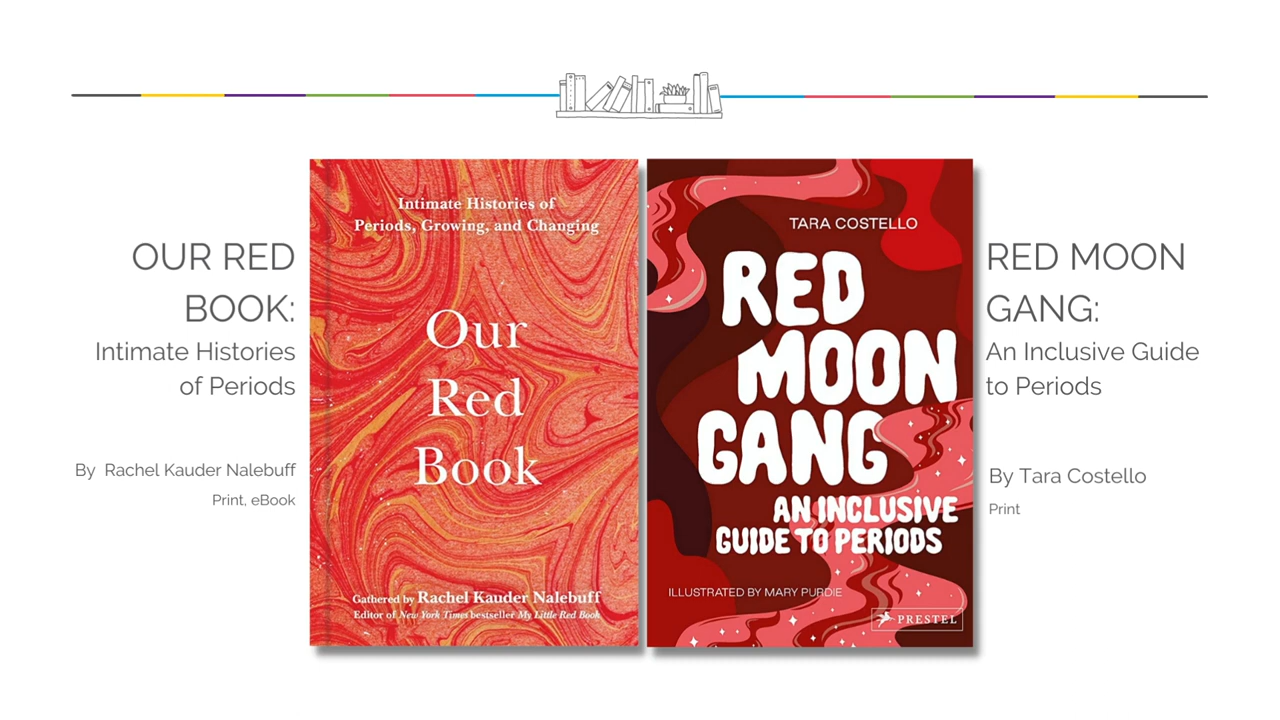 OUR RED
BOOK:
Intimate Histories
of Periods
By Rachel Kauder Nalebuff
Print, eBook
Intimate Histories of
Periods, Growing, and Changing
Our
Red
Book
Gathered by Rachel Kauder Nalebuff
Editor of New York Times bestseller My Little Red Book
TARA COSTELLO
RED
MOON
GANG
AN INCLUSIVE
GUIDE TO PERIODS
ILLUSTRATED BY MARY PURDIE
PRESTEL
RED MOON
GANG:
An Inclusive Guide
to Periods
By Tara Costello
Print